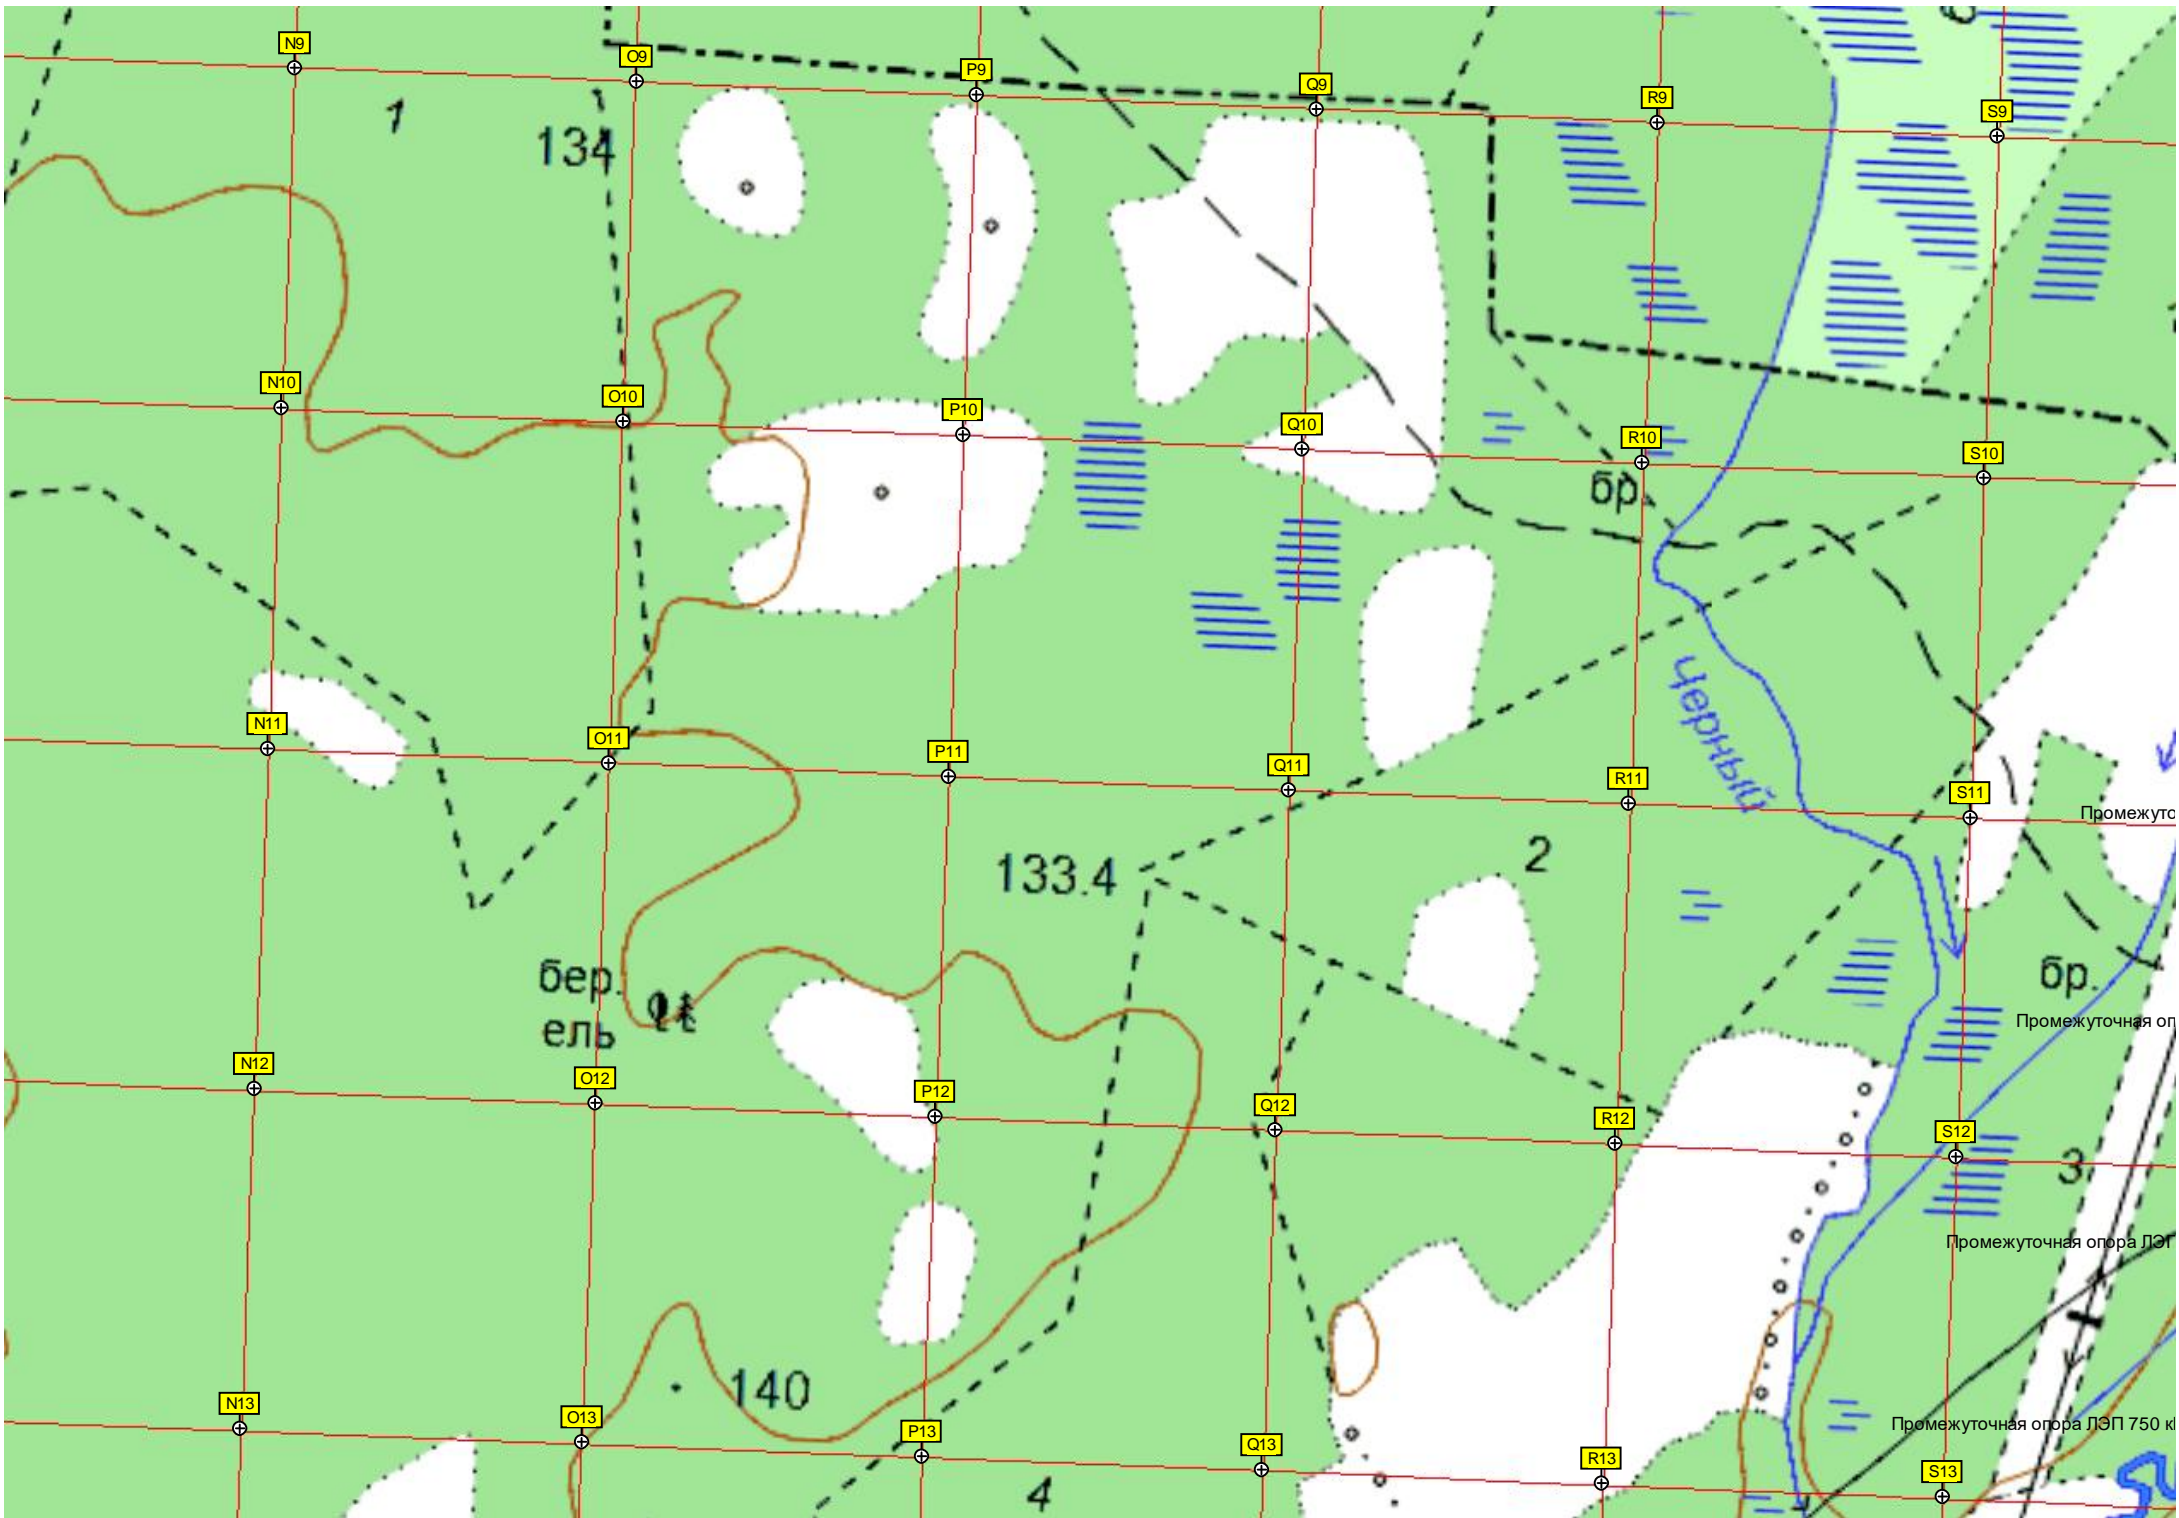 N9
O9
P9
Q9
R9
S9
1
134
N10
O10
P10
Q10
R10
S10
бр.
N11
O11
P11
Q11
R11
S11
Черный
Промежуто
133.4
2
бер.
ель
бр.
Промежуточная оп
N12
O12
P12
Q12
R12
S12
3
Промежуточная опора ЛЭП
140
N13
O13
P13
Q13
R13
S13
Промежуточная опора ЛЭП 750 к
4